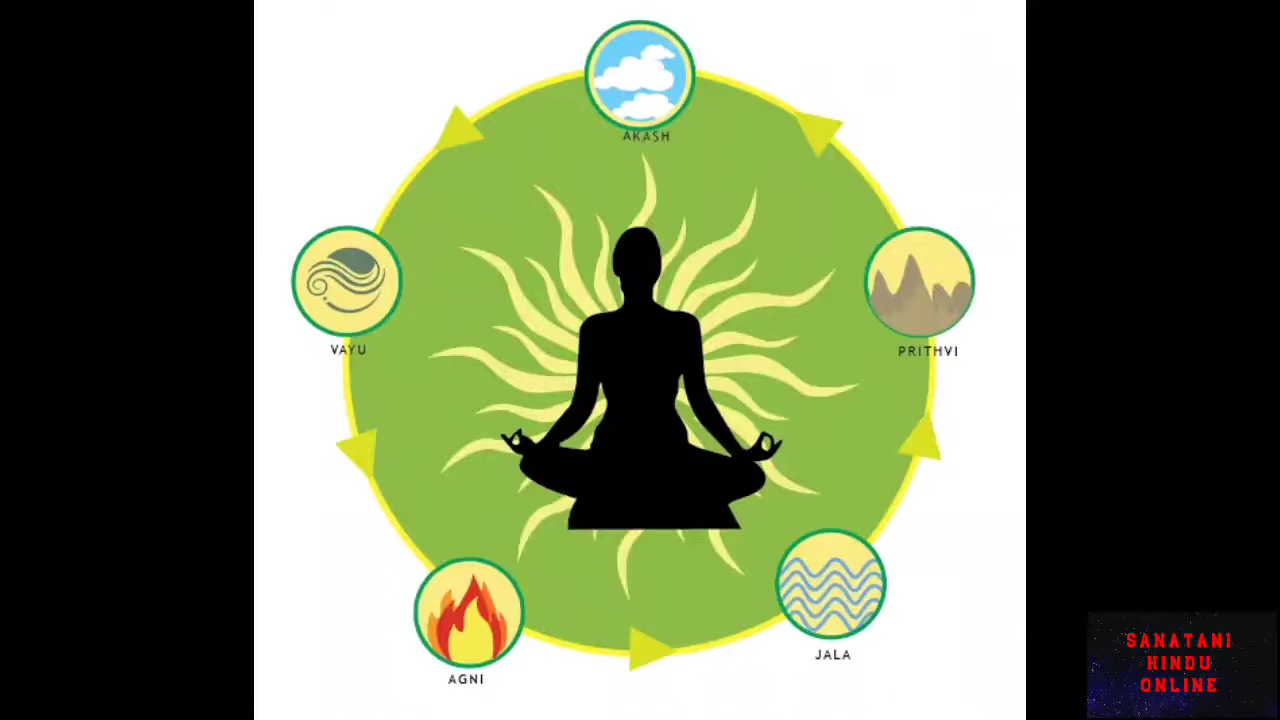 AKASH
VAYU
PRITHVI
AGNI
JALA
SANATANI
HINDU
ONLINE